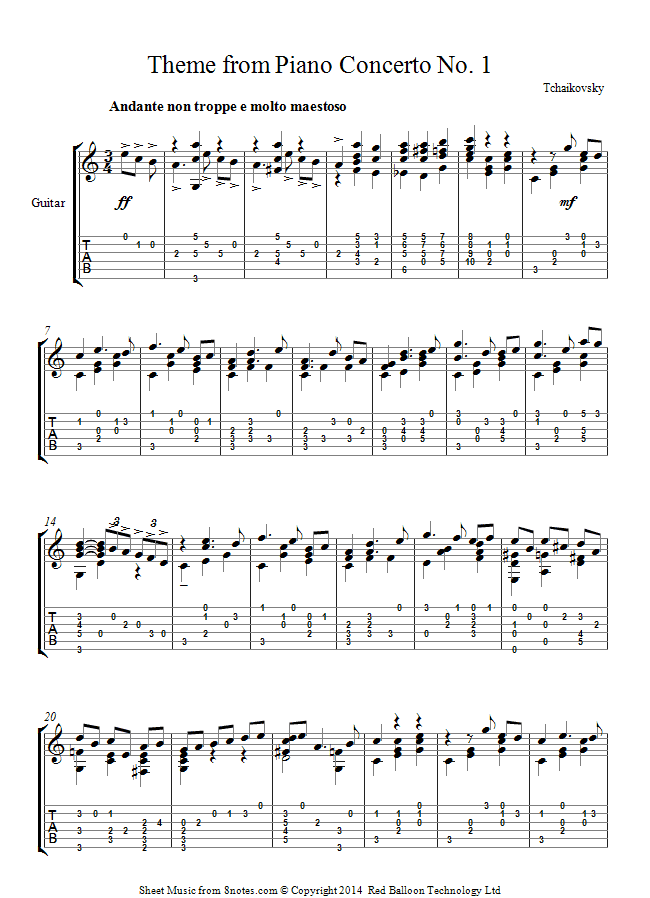 Theme from Piano Concerto No. 1
Tchaikovsky
Andante non troppe e molto maestoso
Guitar
ff
mf
7
14
20
Sheet Music from 8notes.com © Copyright 2014 Red Balloon Technology Ltd